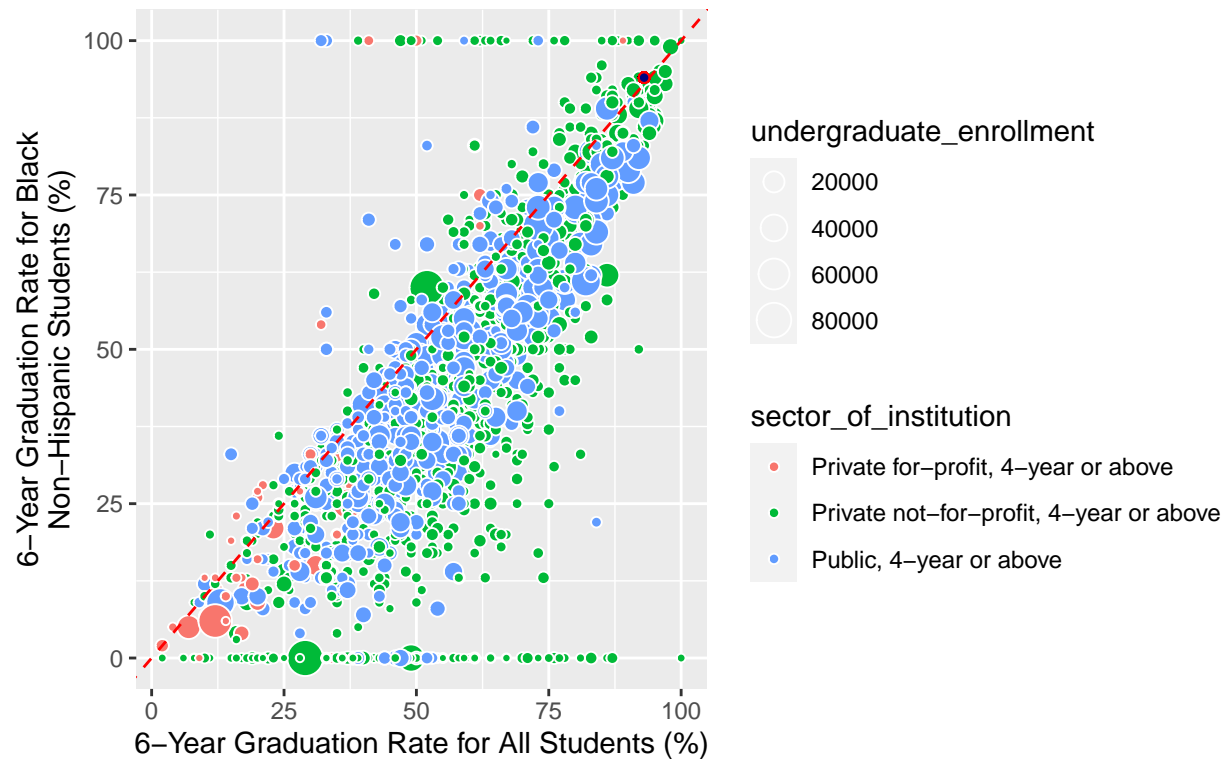 100
75
50
25
0
0
25
50
75
100
6−Year Graduation Rate for Black
Non−Hispanic Students (%)
6−Year Graduation Rate for All Students (%)
undergraduate_enrollment
20000
40000
60000
80000
sector_of_institution
Private for−profit, 4−year or above
Private not−for−profit, 4−year or above
Public, 4−year or above